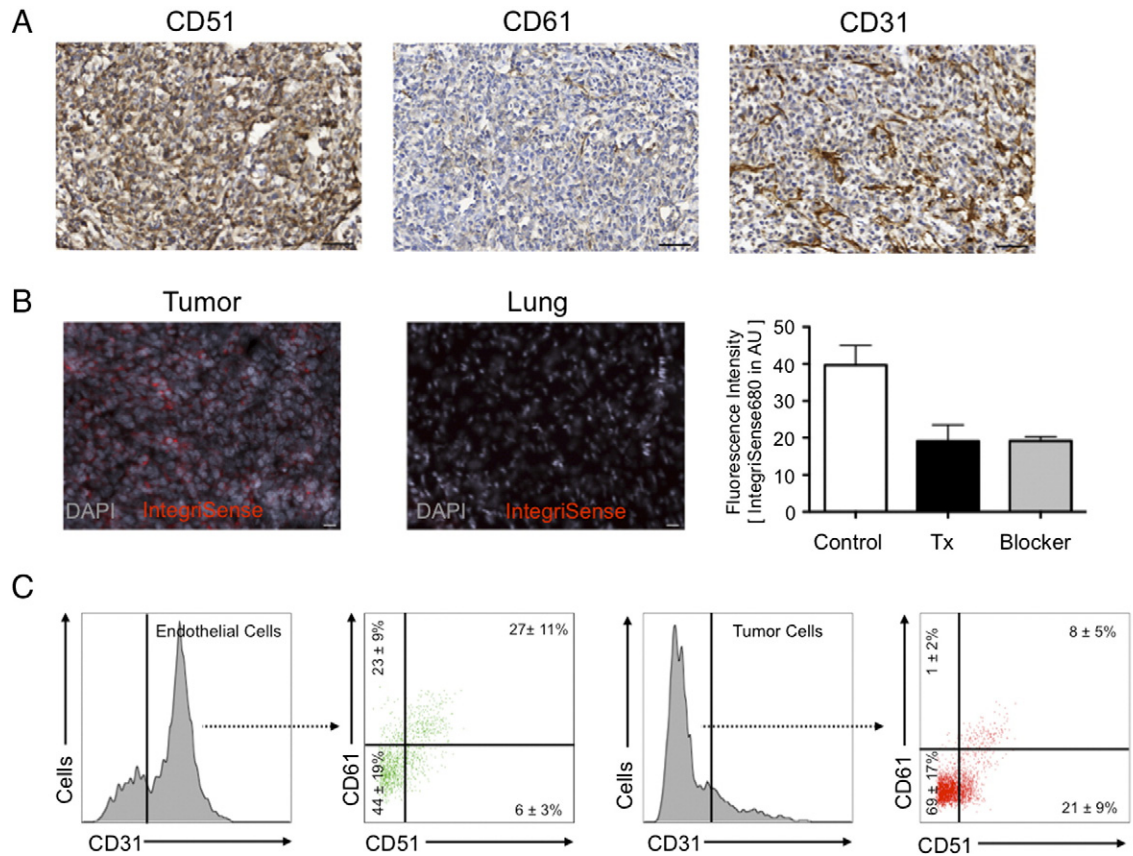 A
CD51
CD61
CD31
B
Tumor
Lung
DAPI
IntegriSense
DAPI
IntegriSense
Fluorescence Intensity
[ IntegriSense680 in AU ]
50
40
30
20
10
0
Control
Tx
Blocker
C
Endothelial Cells
Cells
CD31
23 ± 9%
27± 11%
44 ± 19%
6 ± 3%
CD61
CD51
Tumor Cells
Cells
CD31
1 ± 2%
8 ± 5%
69 ± 17%
21 ± 9%
CD61
CD51